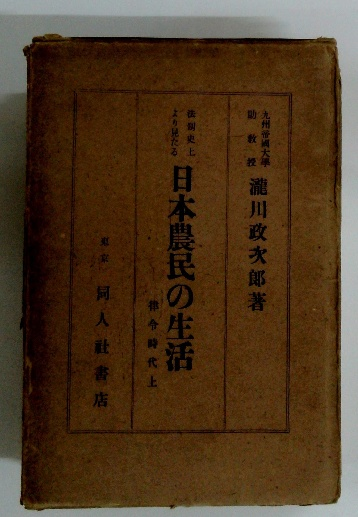 九州帝國大學
助教授
瀧川政次郎著
法制史上
より見たる
日本農民の生活
律令時代上
東京
同人社書店